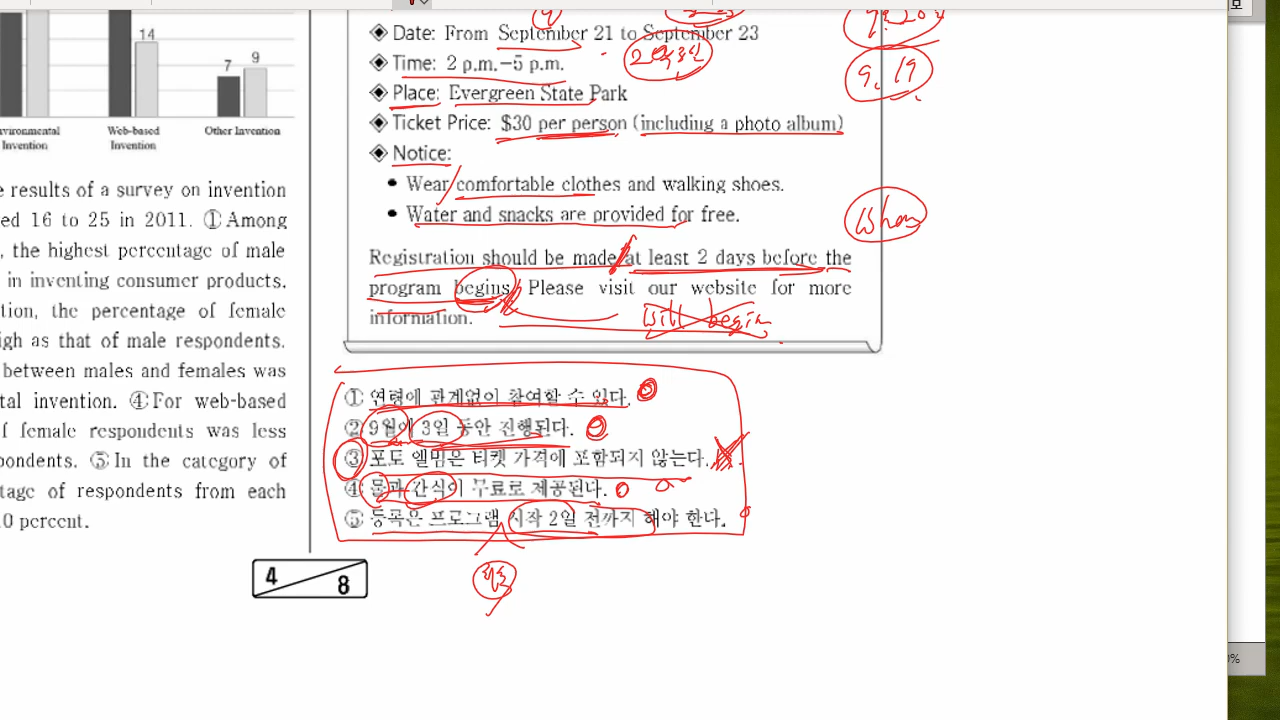 14
7
9
Environmental
Invention
Web-based
Invention
Other Invention
e results of a survey on invention
ed 16 to 25 in 2011. ① Among
, the highest percentage of male
in inventing consumer products.
tion, the percentage of female
igh as that of male respondents.
between males and females was
tal invention. ④ For web-based
f female respondents was less
pondents. ⑤ In the category of
tage of respondents from each
0 percent.
4
8
◈ Date: From September 21 to September 23
◈ Time: 2 p.m.-5 p.m.
◈ Place: Evergreen State Park
◈ Ticket Price: $30 per person (including a photo album)
◈ Notice:
• Wear comfortable clothes and walking shoes.
• Water and snacks are provided for free.
Registration should be made at least 2 days before the
program begins. Please visit our website for more
information.
will begin
9. 19
when
① 연령에 관계없이 참여할 수 있다.
② 9월에 3일 동안 진행된다.
③ 포토 앨범은 티켓 가격에 포함되지 않는다.
④ 물과 간식이 무료로 제공된다.
⑤ 등록은 프로그램 시작 2일 전까지 해야 한다.